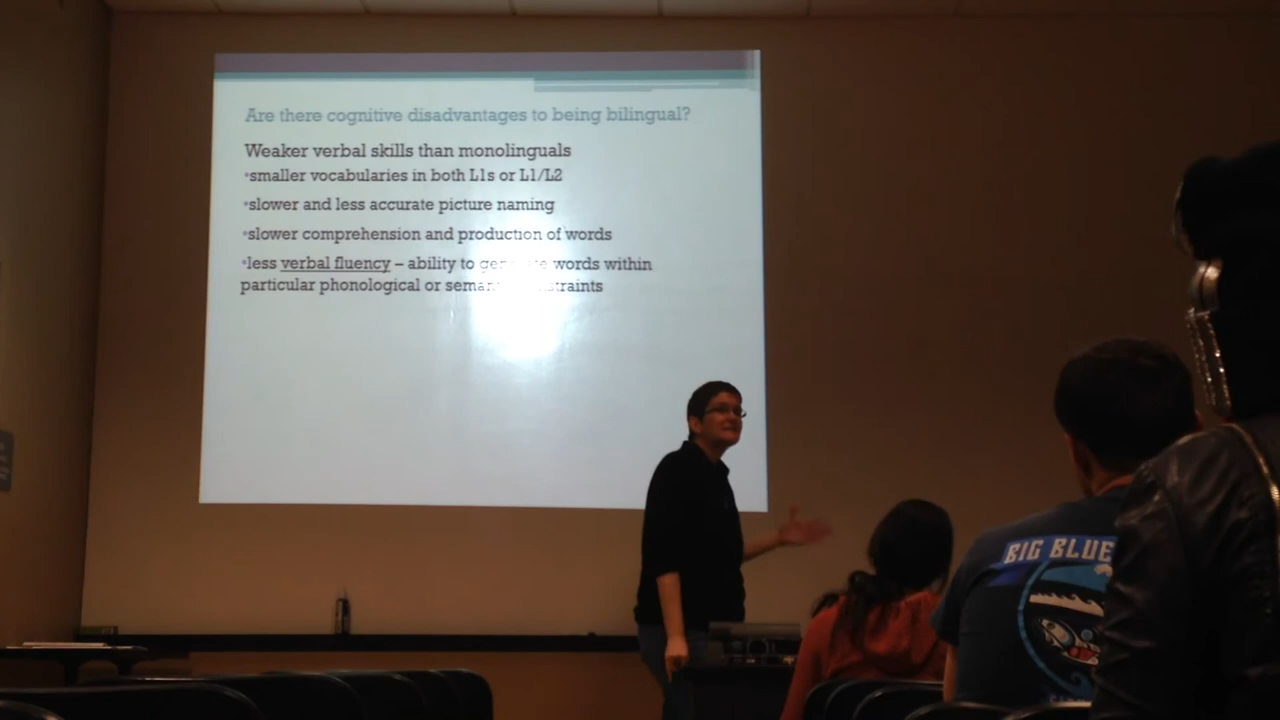 Are there cognitive disadvantages to being bilingual?
Weaker verbal skills than monolinguals
•smaller vocabularies in both L1s or L1/L2
•slower and less accurate picture naming
•slower comprehension and production of words
•less verbal fluency – ability to words within
particular phonological or
BIG BLUE